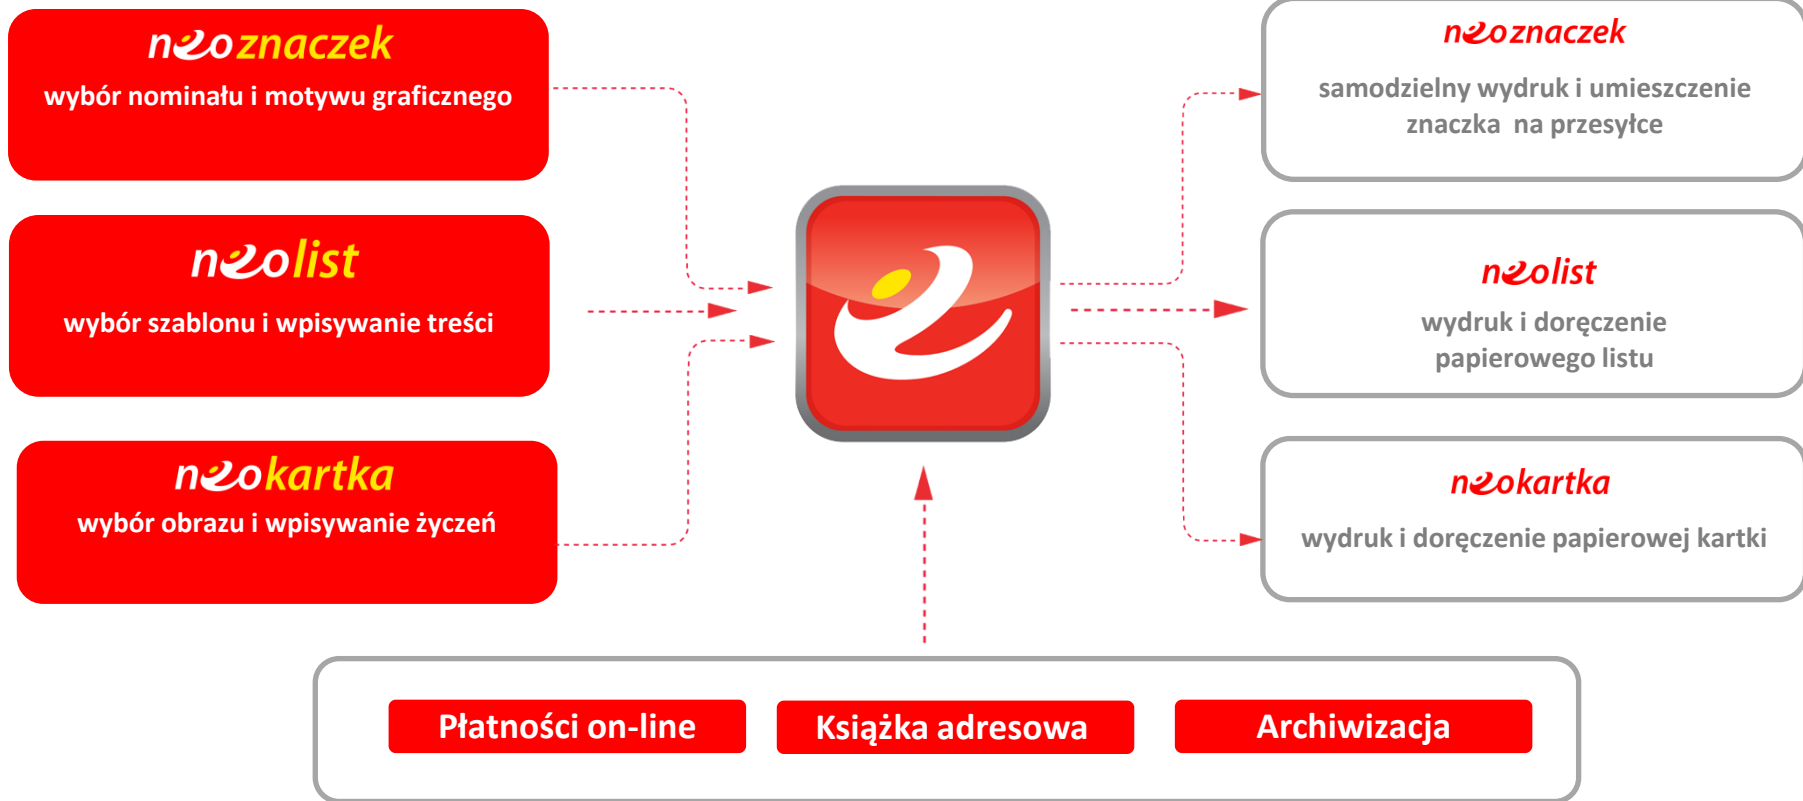 neoznaczek
wybór nominału i motywu graficznego
neolist
wybór szablonu i wpisywanie treści
neokartka
wybór obrazu i wpisywanie życzeń
neoznaczek
samodzielny wydruk i umieszczenie
znaczka na przesyłce
neolist
wydruk i doręczenie
papierowego listu
neokartka
wydruk i doręczenie papierowej kartki
Płatności on-line
Książka adresowa
Archiwizacja